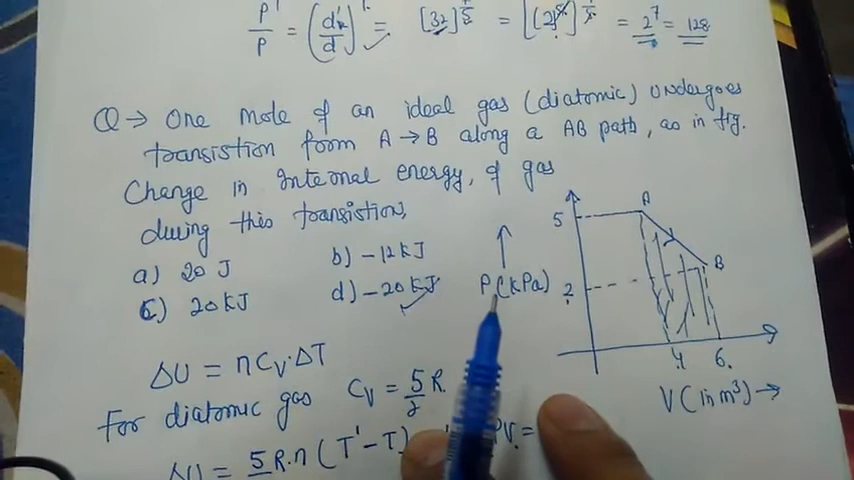 P' / P = (d'/d)^ = [32]^7/5 = [(2)^5]^7/5 = 2^7 = 128
Q → One mole of an ideal gas (diatomic) undergoes
transistion form A → B along a AB path, as in fig.
Change in Internal energy, of gas
during this transistion,
a) 20 J b) -12 kJ
c) 20 kJ d) -20 kJ
A
5
B
P(kPa)
2
4 6.
V (in m³) →
ΔU = nCv.ΔT
For diatomic gas Cv = 5/2 R.
ΔU = 5 R.n (T' - T) PV. =